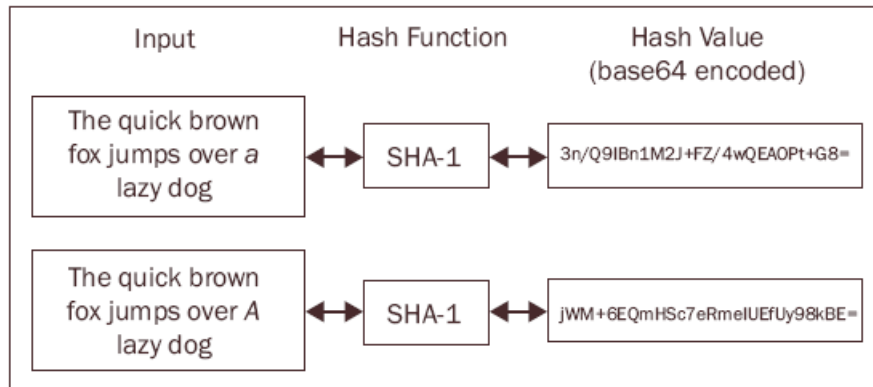 Input Hash Function Hash Value
(base64 encoded)
The quick brown
fox jumps over a
lazy dog
SHA-1
3n/Q9IBn1M2J+FZ/4wQEAOPt+G8=
The quick brown
fox jumps over A
lazy dog
SHA-1
jWM+6EQmHSc7eRmeIUEfUy98kBE=